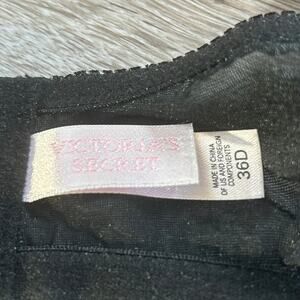 VICTORIA'S
SECRET
MADE IN CHINA
OF US AND FOREIGN
COMPONENTS
36D